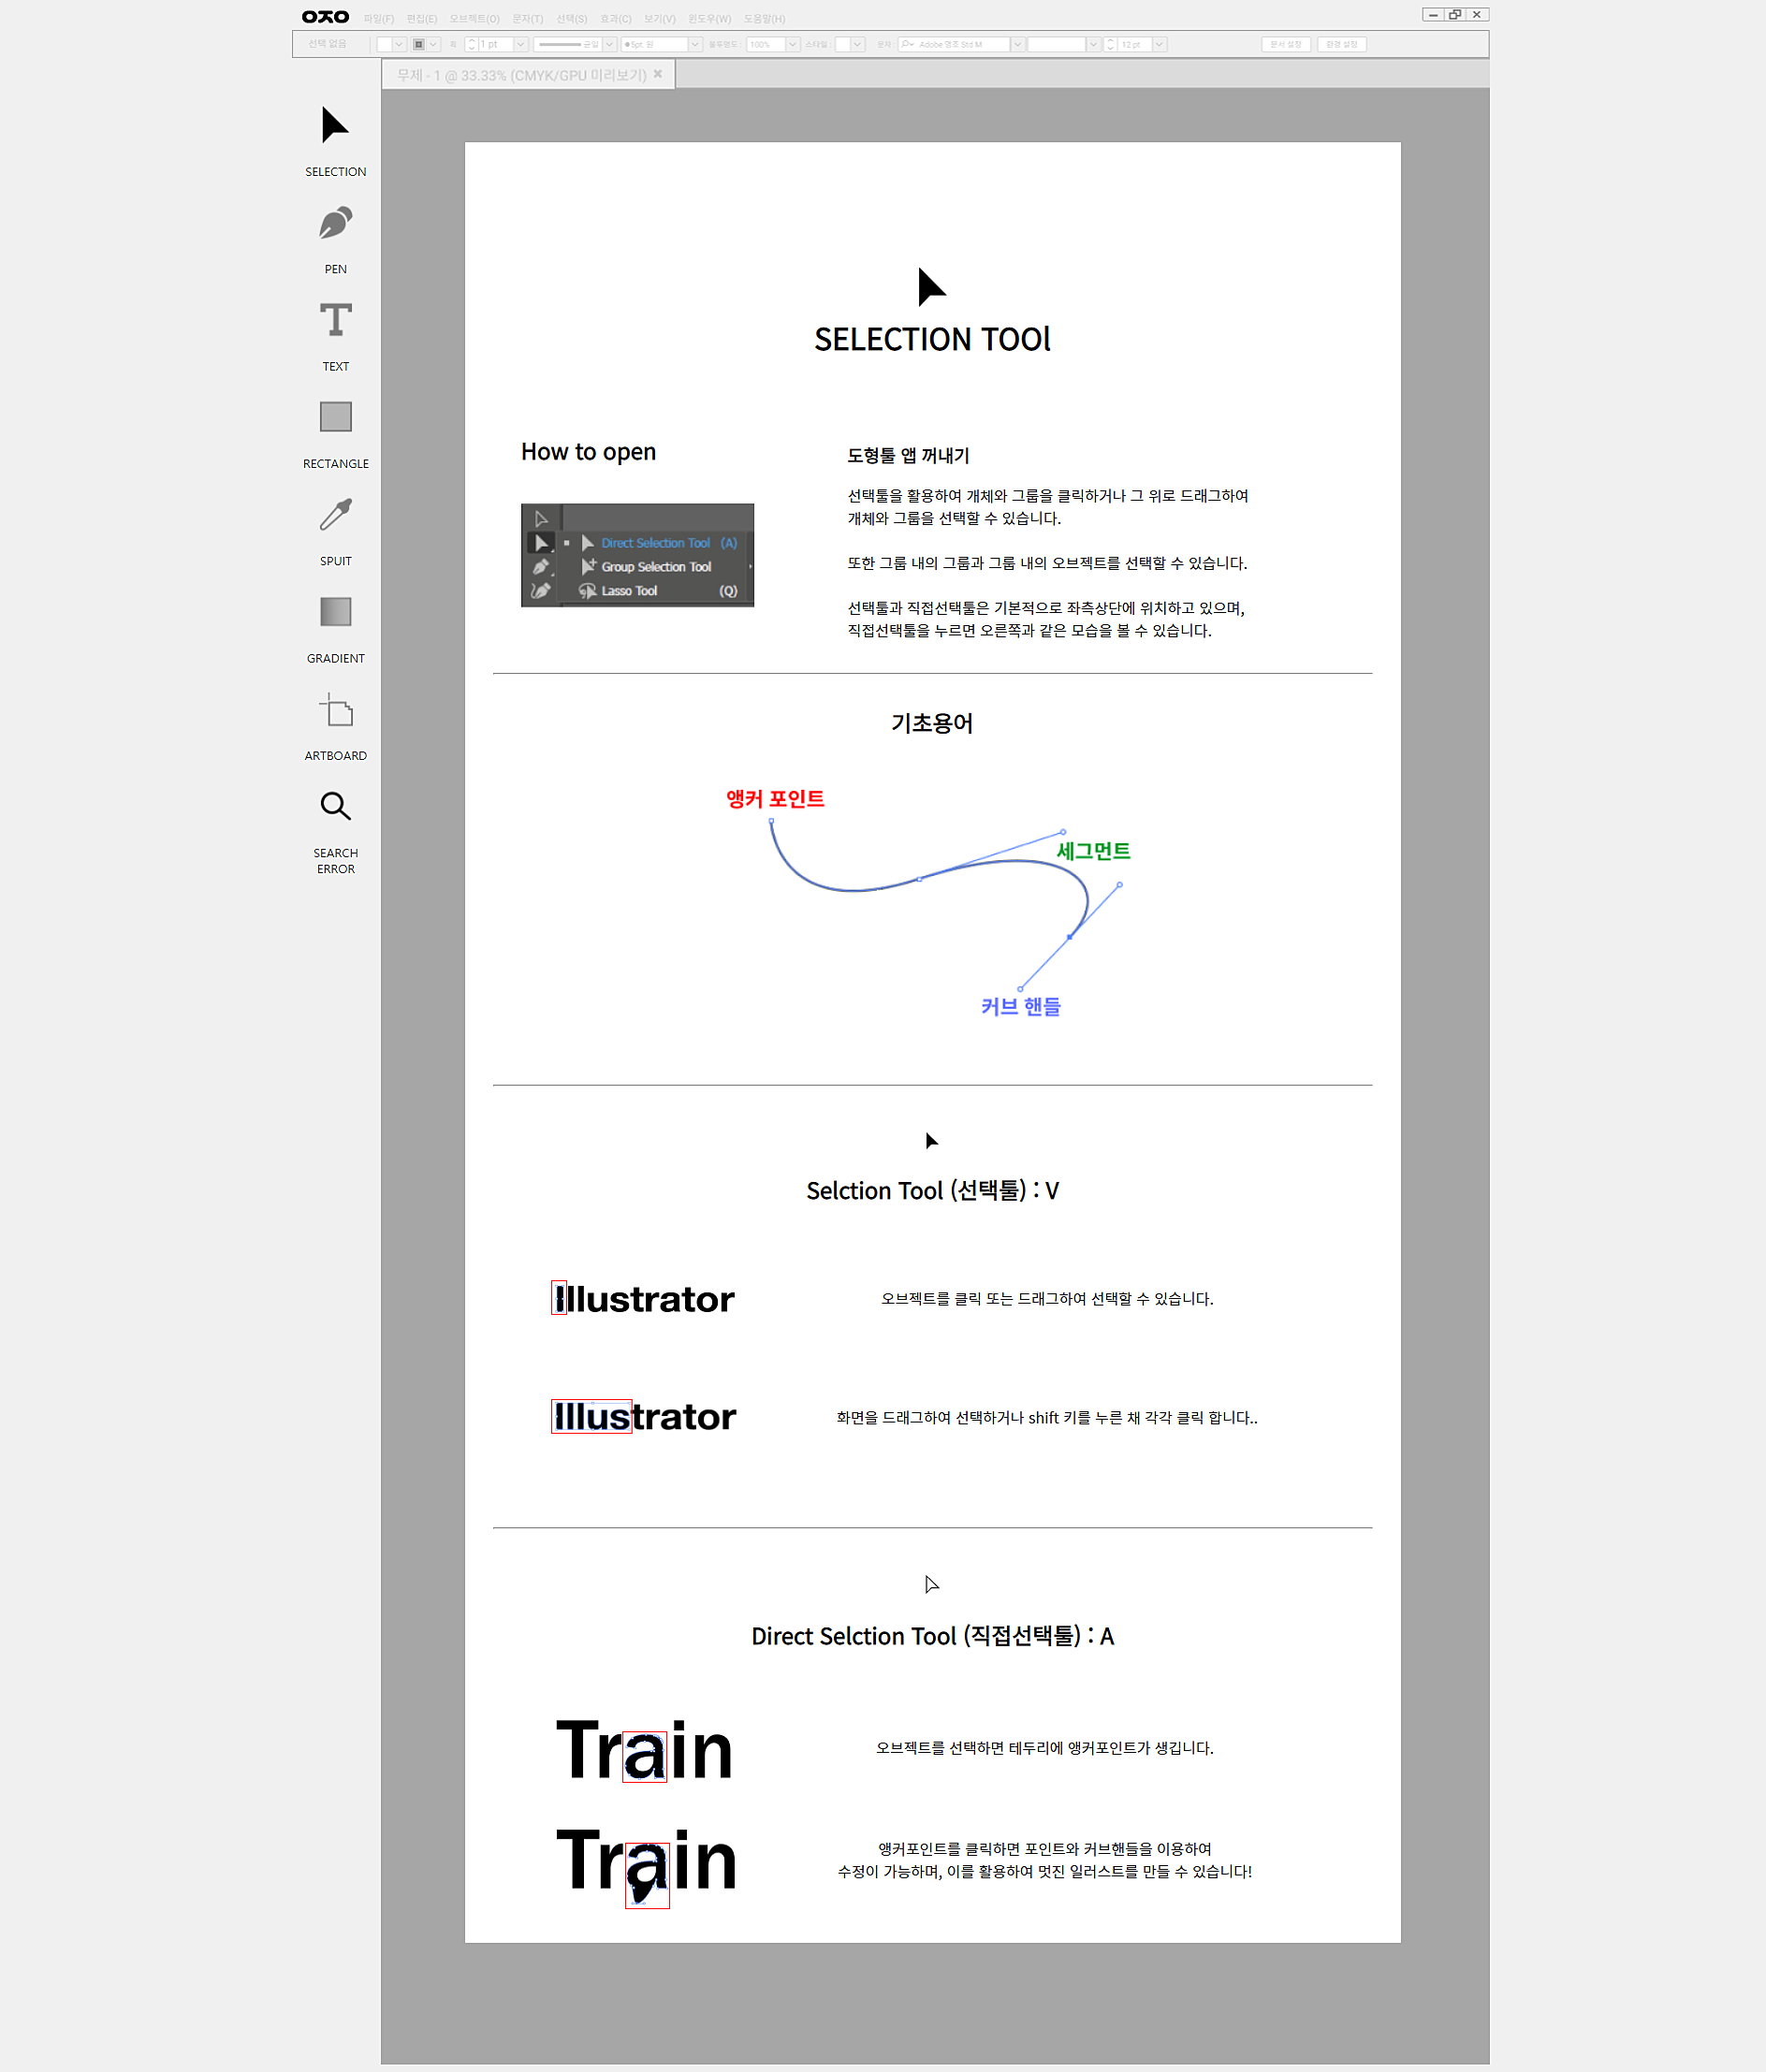 OTO
파일(F) 편집(E) 오브젝트(O) 문자(T) 선택(S) 효과(C) 보기(V) 윈도우(W) 도움말(H)
선택 없음 획 1 pt 균일 5pt. 원 불투명도 : 100% 스타일 : 문자 : Adobe 명조 Std M 12 pt 문서 설정 환경 설정
무제 - 1 @ 33.33% (CMYK/GPU 미리보기)
SELECTION
PEN
TEXT
RECTANGLE
SPUIT
GRADIENT
ARTBOARD
SEARCH
ERROR
SELECTION TOOl
How to open
Direct Selection Tool (A)
Group Selection Tool
Lasso Tool (Q)
도형툴 앱 꺼내기
선택툴을 활용하여 개체와 그룹을 클릭하거나 그 위로 드래그하여
개체와 그룹을 선택할 수 있습니다.
또한 그룹 내의 그룹과 그룹 내의 오브젝트를 선택할 수 있습니다.
선택툴과 직접선택툴은 기본적으로 좌측상단에 위치하고 있으며,
직접선택툴을 누르면 오른쪽과 같은 모습을 볼 수 있습니다.
기초용어
앵커 포인트
세그먼트
커브 핸들
Selction Tool (선택툴) : V
Illustrator
오브젝트를 클릭 또는 드래그하여 선택할 수 있습니다.
Illustrator
화면을 드래그하여 선택하거나 shift 키를 누른 채 각각 클릭 합니다..
Direct Selction Tool (직접선택툴) : A
Train
오브젝트를 선택하면 테두리에 앵커포인트가 생깁니다.
Train
앵커포인트를 클릭하면 포인트와 커브핸들을 이용하여
수정이 가능하며, 이를 활용하여 멋진 일러스트를 만들 수 있습니다!